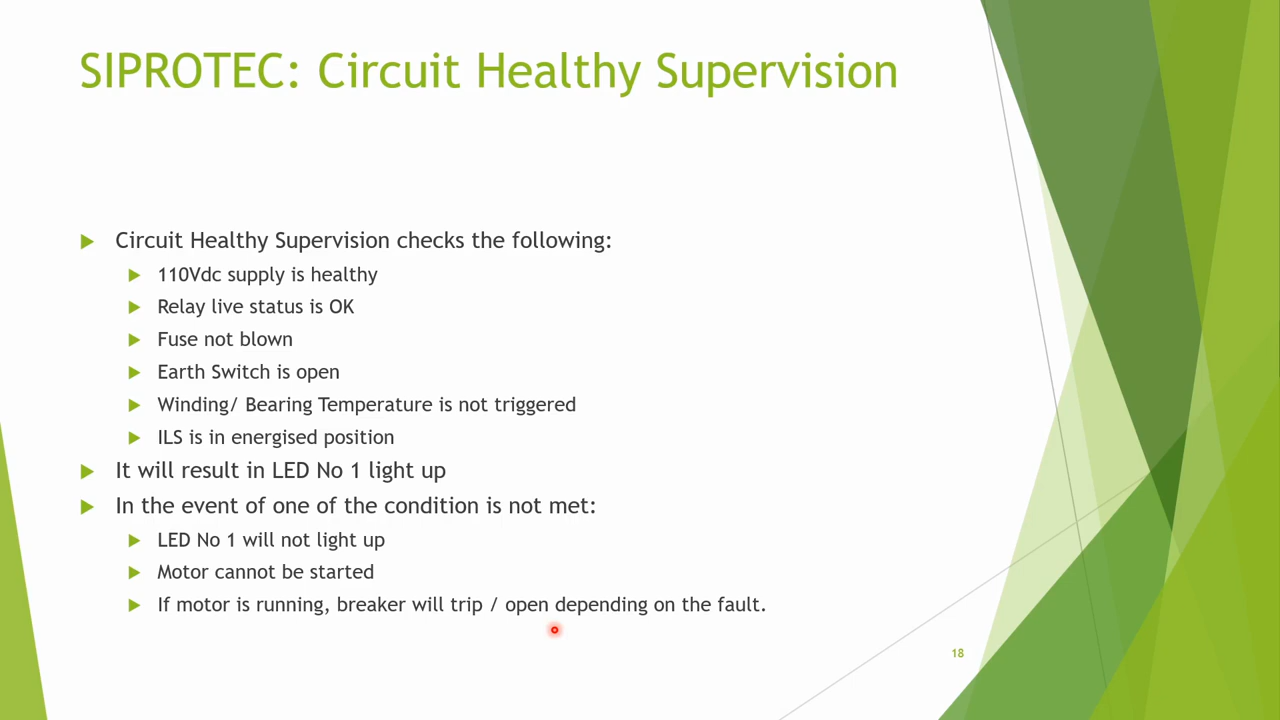 SIPROTEC: Circuit Healthy Supervision
Circuit Healthy Supervision checks the following:
110Vdc supply is healthy
Relay live status is OK
Fuse not blown
Earth Switch is open
Winding/ Bearing Temperature is not triggered
ILS is in energised position
It will result in LED No 1 light up
In the event of one of the condition is not met:
LED No 1 will not light up
Motor cannot be started
If motor is running, breaker will trip / open depending on the fault.
18